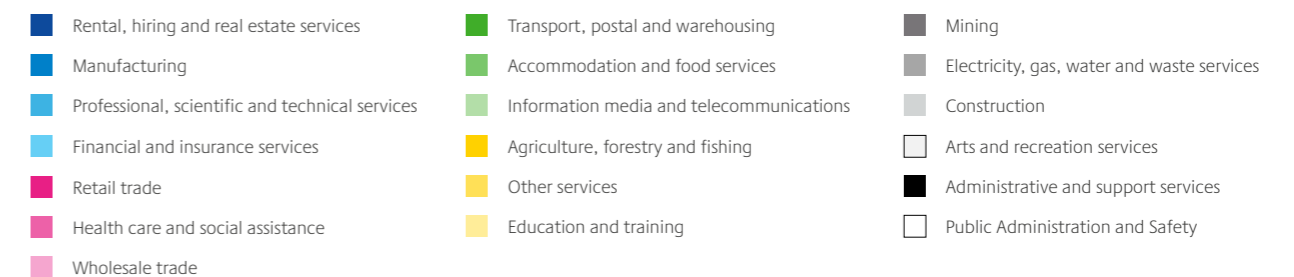 Rental, hiring and real estate services
Manufacturing
Professional, scientific and technical services
Financial and insurance services
Retail trade
Health care and social assistance
Wholesale trade
Transport, postal and warehousing
Accommodation and food services
Information media and telecommunications
Agriculture, forestry and fishing
Other services
Education and training
Mining
Electricity, gas, water and waste services
Construction
Arts and recreation services
Administrative and support services
Public Administration and Safety